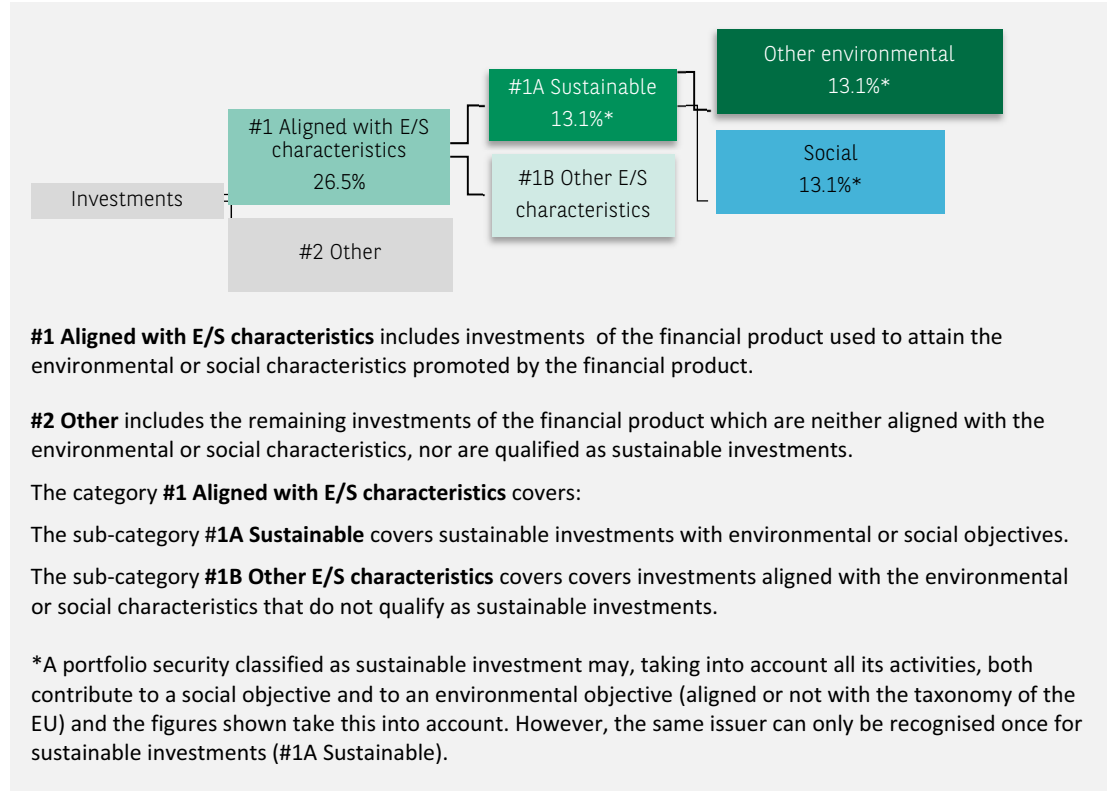 Investments
#1 Aligned with E/S
characteristics
26.5%
#2 Other
#1A Sustainable
13.1%*
#1B Other E/S
characteristics
Other environmental
13.1%*
Social
13.1%*
#1 Aligned with E/S characteristics includes investments  of the financial product used to attain the
environmental or social characteristics promoted by the financial product.
#2 Other includes the remaining investments of the financial product which are neither aligned with the
environmental or social characteristics, nor are qualified as sustainable investments.
The category #1 Aligned with E/S characteristics covers:
The sub-category #1A Sustainable covers sustainable investments with environmental or social objectives.
The sub-category #1B Other E/S characteristics covers covers investments aligned with the environmental
or social characteristics that do not qualify as sustainable investments.
*A portfolio security classified as sustainable investment may, taking into account all its activities, both
contribute to a social objective and to an environmental objective (aligned or not with the taxonomy of the
EU) and the figures shown take this into account. However, the same issuer can only be recognised once for
sustainable investments (#1A Sustainable).